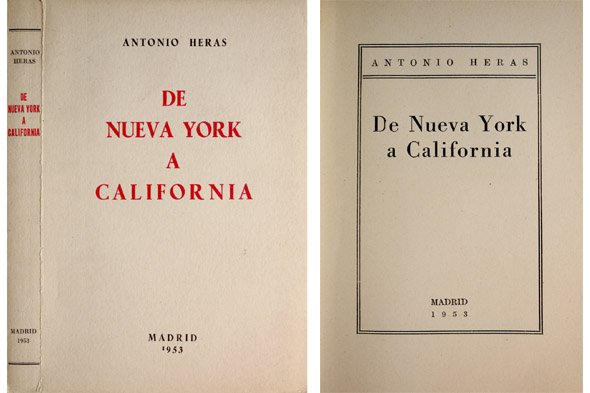 ANTONIO
HERAS
DE
NUEVA YORK
A
CALIFORNIA
MADRID
1953
ANTONIO HERAS
DE
NUEVA YORK
A
CALIFORNIA
MADRID
1953
ANTONIO HERAS
De Nueva York
a California
MADRID
1953